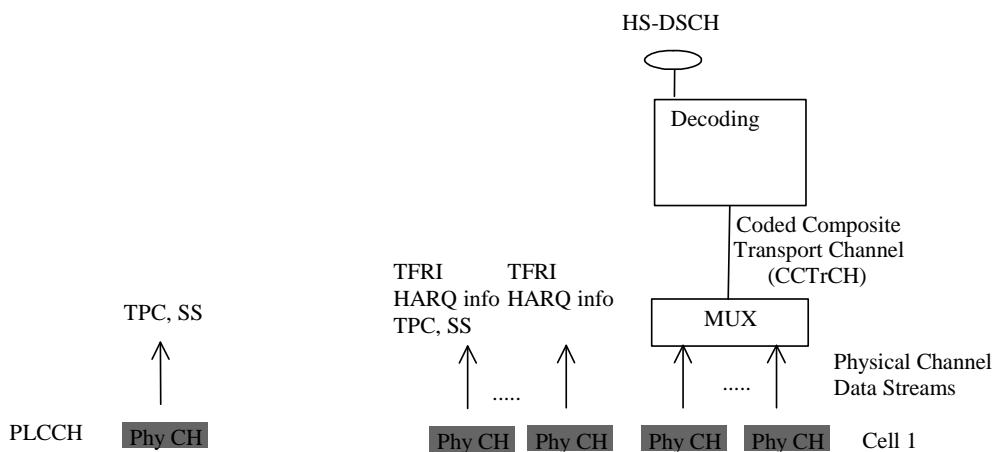 HS-DSCH
Decoding
Coded Composite
Transport Channel
(CCTrCH)
TFRI
HARQ info
TPC, SS
TFRI
HARQ info
TPC, SS
MUX
Physical Channel
Data Streams
.....
.....
PLCCH
Phy CH
Phy CH
Phy CH
Phy CH
Phy CH
Cell 1